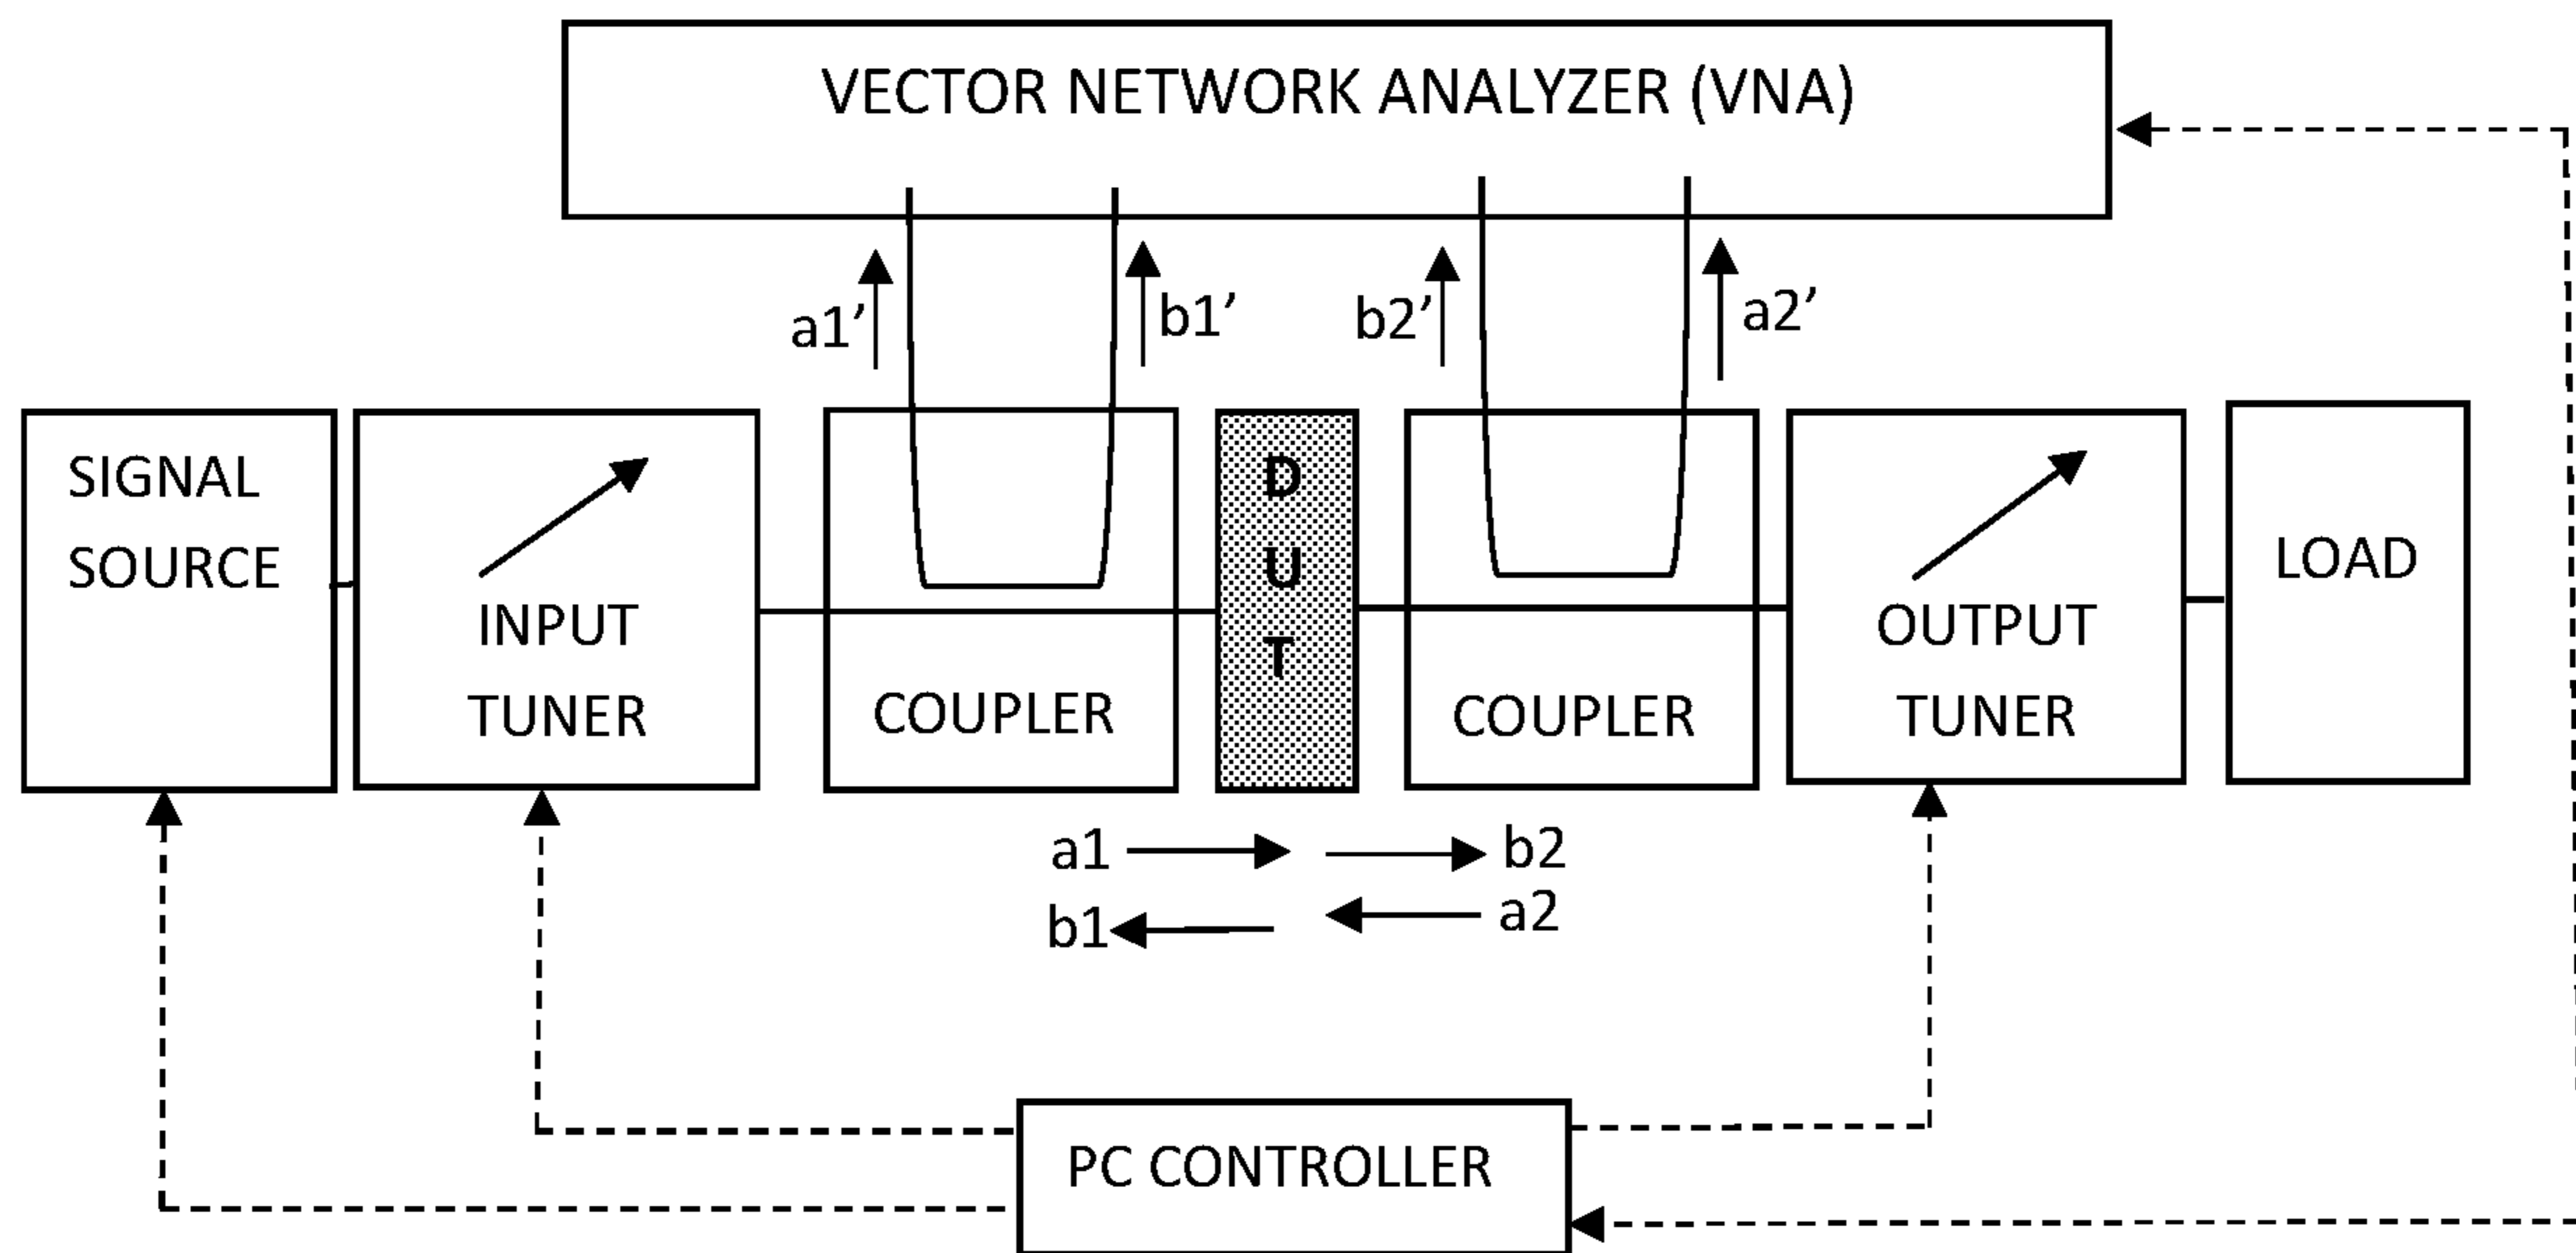 VECTOR NETWORK ANALYZER (VNA)
a1’
b1’
b2’
a2’
SIGNAL
SOURCE
INPUT
TUNER
COUPLER
D
U
T
COUPLER
OUTPUT
TUNER
LOAD
a1
b2
b1
a2
PC CONTROLLER